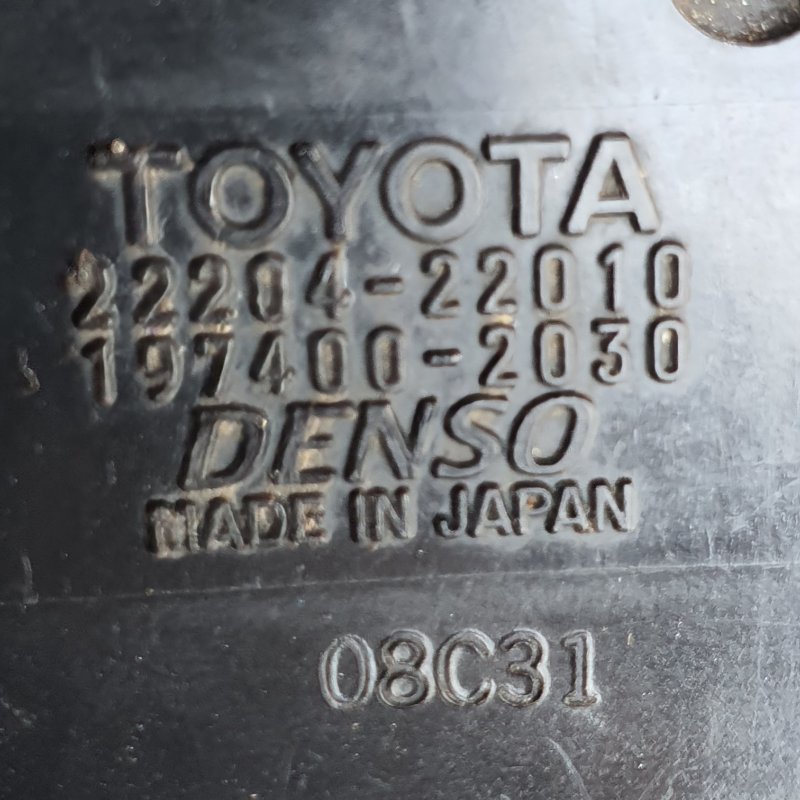 TOYOTA
22204-22010
197400-2030
DENSO
MADE IN JAPAN
08C31